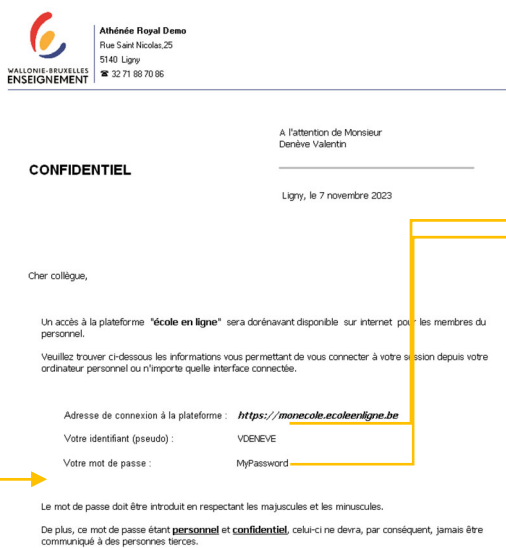 Athénée Royal Demo
Rue Saint Nicolas,25
5140 Ligny
☎ 32 71 88 70 86
WALLONIE-BRUXELLES
ENSEIGNEMENT
A l'attention de Monsieur
Denève Valentin
CONFIDENTIEL
Ligny, le 7 novembre 2023
Cher collègue,
Un accès à la plateforme "école en ligne" sera dorénavant disponible sur internet pour les membres du
personnel.
Veuillez trouver ci-dessous les informations vous permettant de vous connecter à votre session depuis votre
ordinateur personnel ou n'importe quelle interface connectée.
Adresse de connexion à la plateforme : https://monecole.ecoleenligne.be
Votre identifiant (pseudo) : VDENEVE
Votre mot de passe : MyPassword
Le mot de passe doit être introduit en respectant les majuscules et les minuscules.
De plus, ce mot de passe étant personnel et confidentiel, celui-ci ne devra, par conséquent, jamais être
communiqué à des personnes tierces.